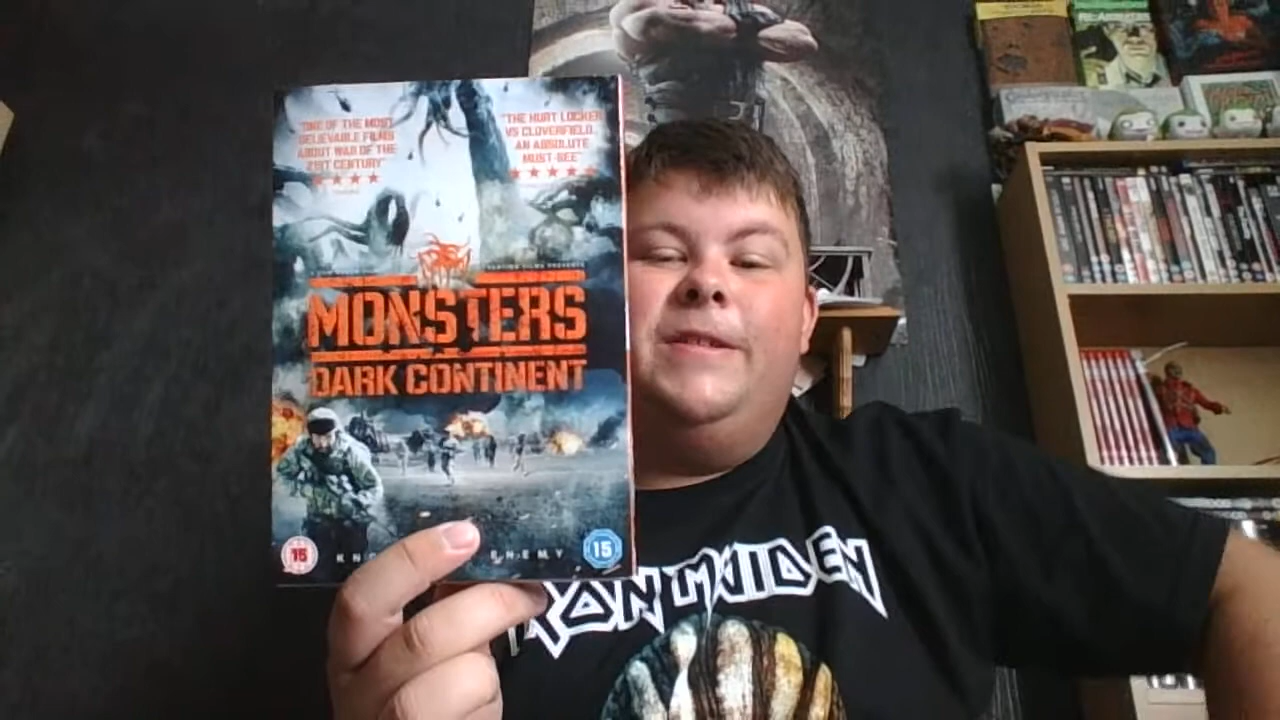 "ONE OF THE MOST
BELIEVABLE FILMS
ABOUT WAR OF THE
21ST CENTURY"
"THE HURT LOCKER
VS CLOVERFIELD.
AN ABSOLUTE
MUST-SEE"
MONSTERS
DARK CONTINENT
15
ENEMY
15
IRON MAIDEN